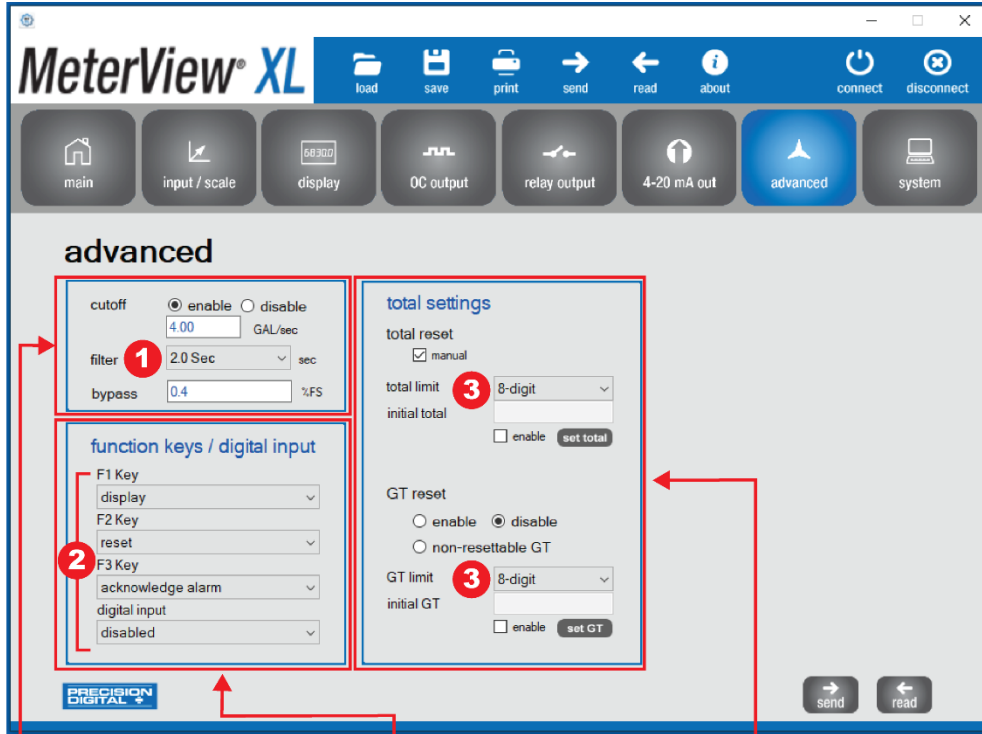 MeterView® XL
load save print send read about connect disconnect
68300
main input / scale display OC output relay output 4-20 mA out advanced system
advanced
cutoff enable disable
4.00 GAL/sec
filter 1 2.0 Sec sec
bypass 0.4 %FS
function keys / digital input
F1 Key
display
F2 Key
reset
2
F3 Key
acknowledge alarm
digital input
disabled
total settings
total reset
manual
total limit 3 8-digit
initial total
enable set total
GT reset
enable disable
non-resettable GT
GT limit 3 8-digit
initial GT
enable set GT
PRECISION
DIGITAL
send read